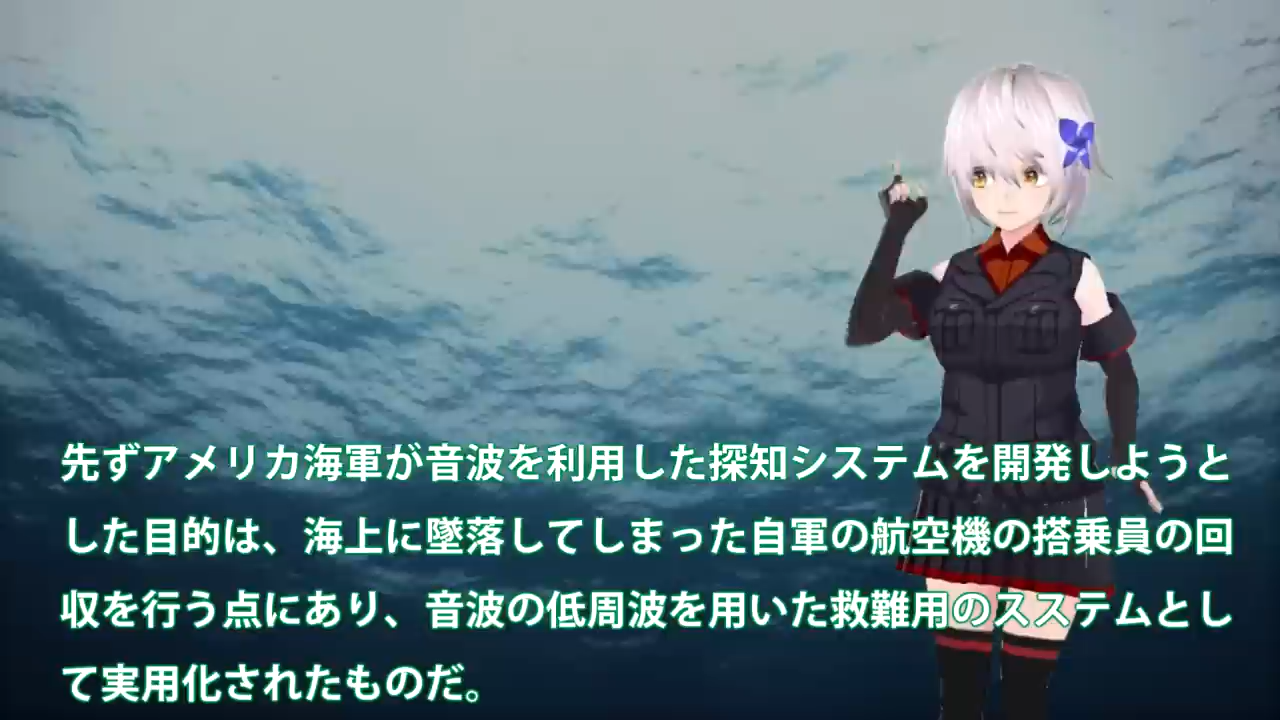 先ずアメリカ海軍が音波を利用した探知システムを開発しようと
した目的は、海上に墜落してしまった自軍の航空機の搭乗員の回
収を行う点にあり、音波の低周波を用いた救難用のスステムとし
て実用化されたものだ。